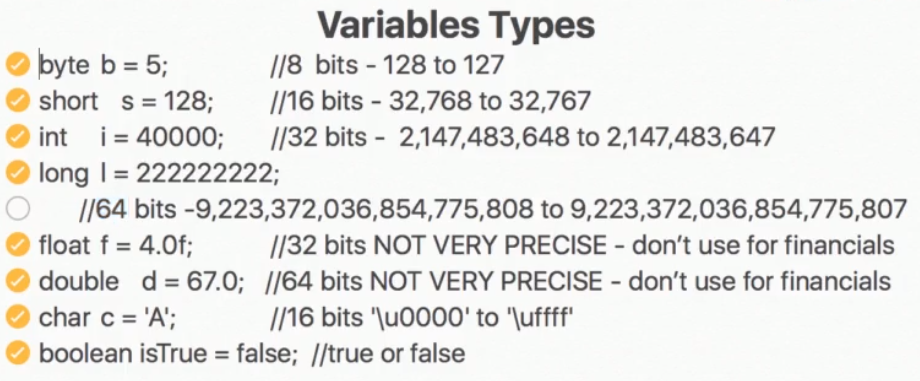 Variables Types
byte b = 5; //8 bits - 128 to 127
short s = 128; //16 bits - 32,768 to 32,767
int i = 40000; //32 bits - 2,147,483,648 to 2,147,483,647
long l = 222222222;
//64 bits -9,223,372,036,854,775,808 to 9,223,372,036,854,775,807
float f = 4.0f; //32 bits NOT VERY PRECISE - don’t use for financials
double d = 67.0; //64 bits NOT VERY PRECISE - don’t use for financials
char c = 'A'; //16 bits '\u0000' to '\uffff'
boolean isTrue = false; //true or false